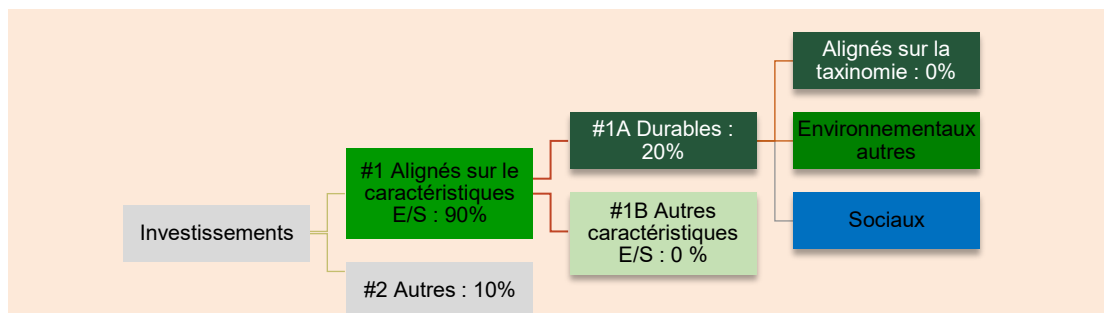 Investissements
#1 Alignés sur le
caractéristiques
E/S : 90%
#2 Autres : 10%
#1A Durables :
20%
#1B Autres
caractéristiques
E/S : 0 %
Alignés sur la
taxinomie : 0%
Environnementaux
autres
Sociaux